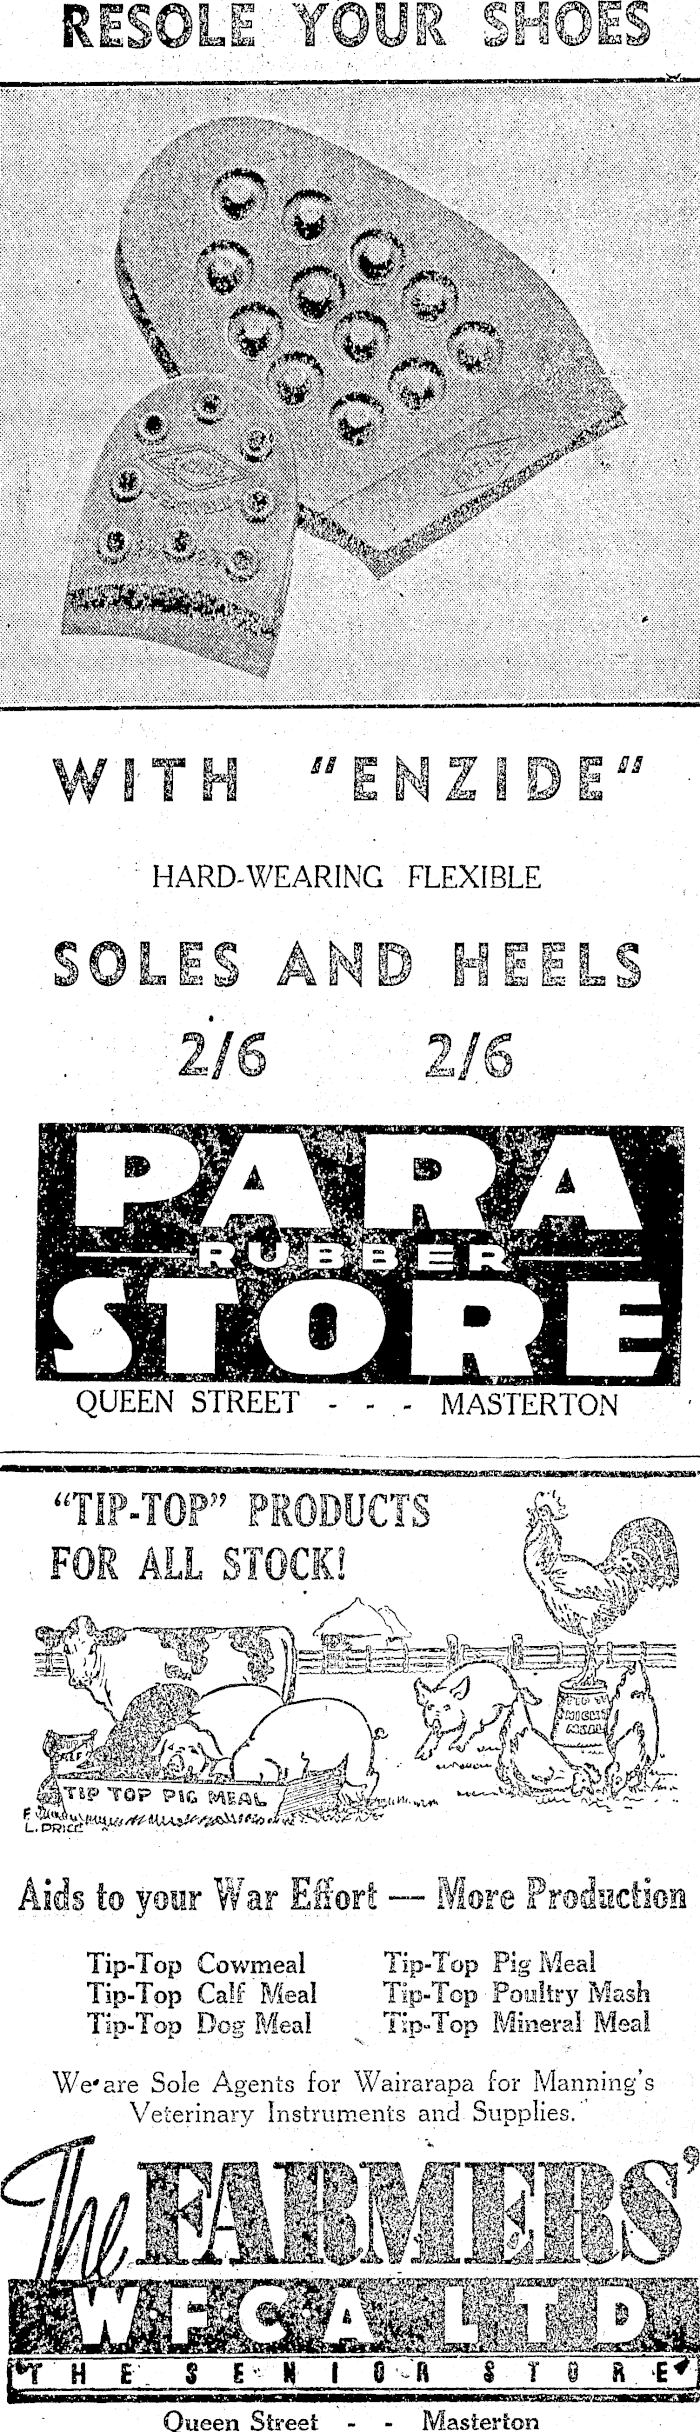 RESOLE YOUR SHOES
WITH "ENZIDE"
HARD-WEARING FLEXIBLE
SOLES AND HEELS
2/6 2/6
PARA
RUBBER
STORE
QUEEN STREET - - - MASTERTON
"TIP-TOP" PRODUCTS
FOR ALL STOCK!
TIP TOP PIG MEAL
L. PRICE
Aids to your War Effort — More Production
Tip-Top Cowmeal Tip-Top Pig Meal
Tip-Top Calf Meal Tip-Top Poultry Mash
Tip-Top Dog Meal Tip-Top Mineral Meal
We are Sole Agents for Wairarapa for Manning's
Veterinary Instruments and Supplies.
The FARMERS'
W.F.C.A LTD
"THE SENIOR STORE"
Queen Street - - Masterton